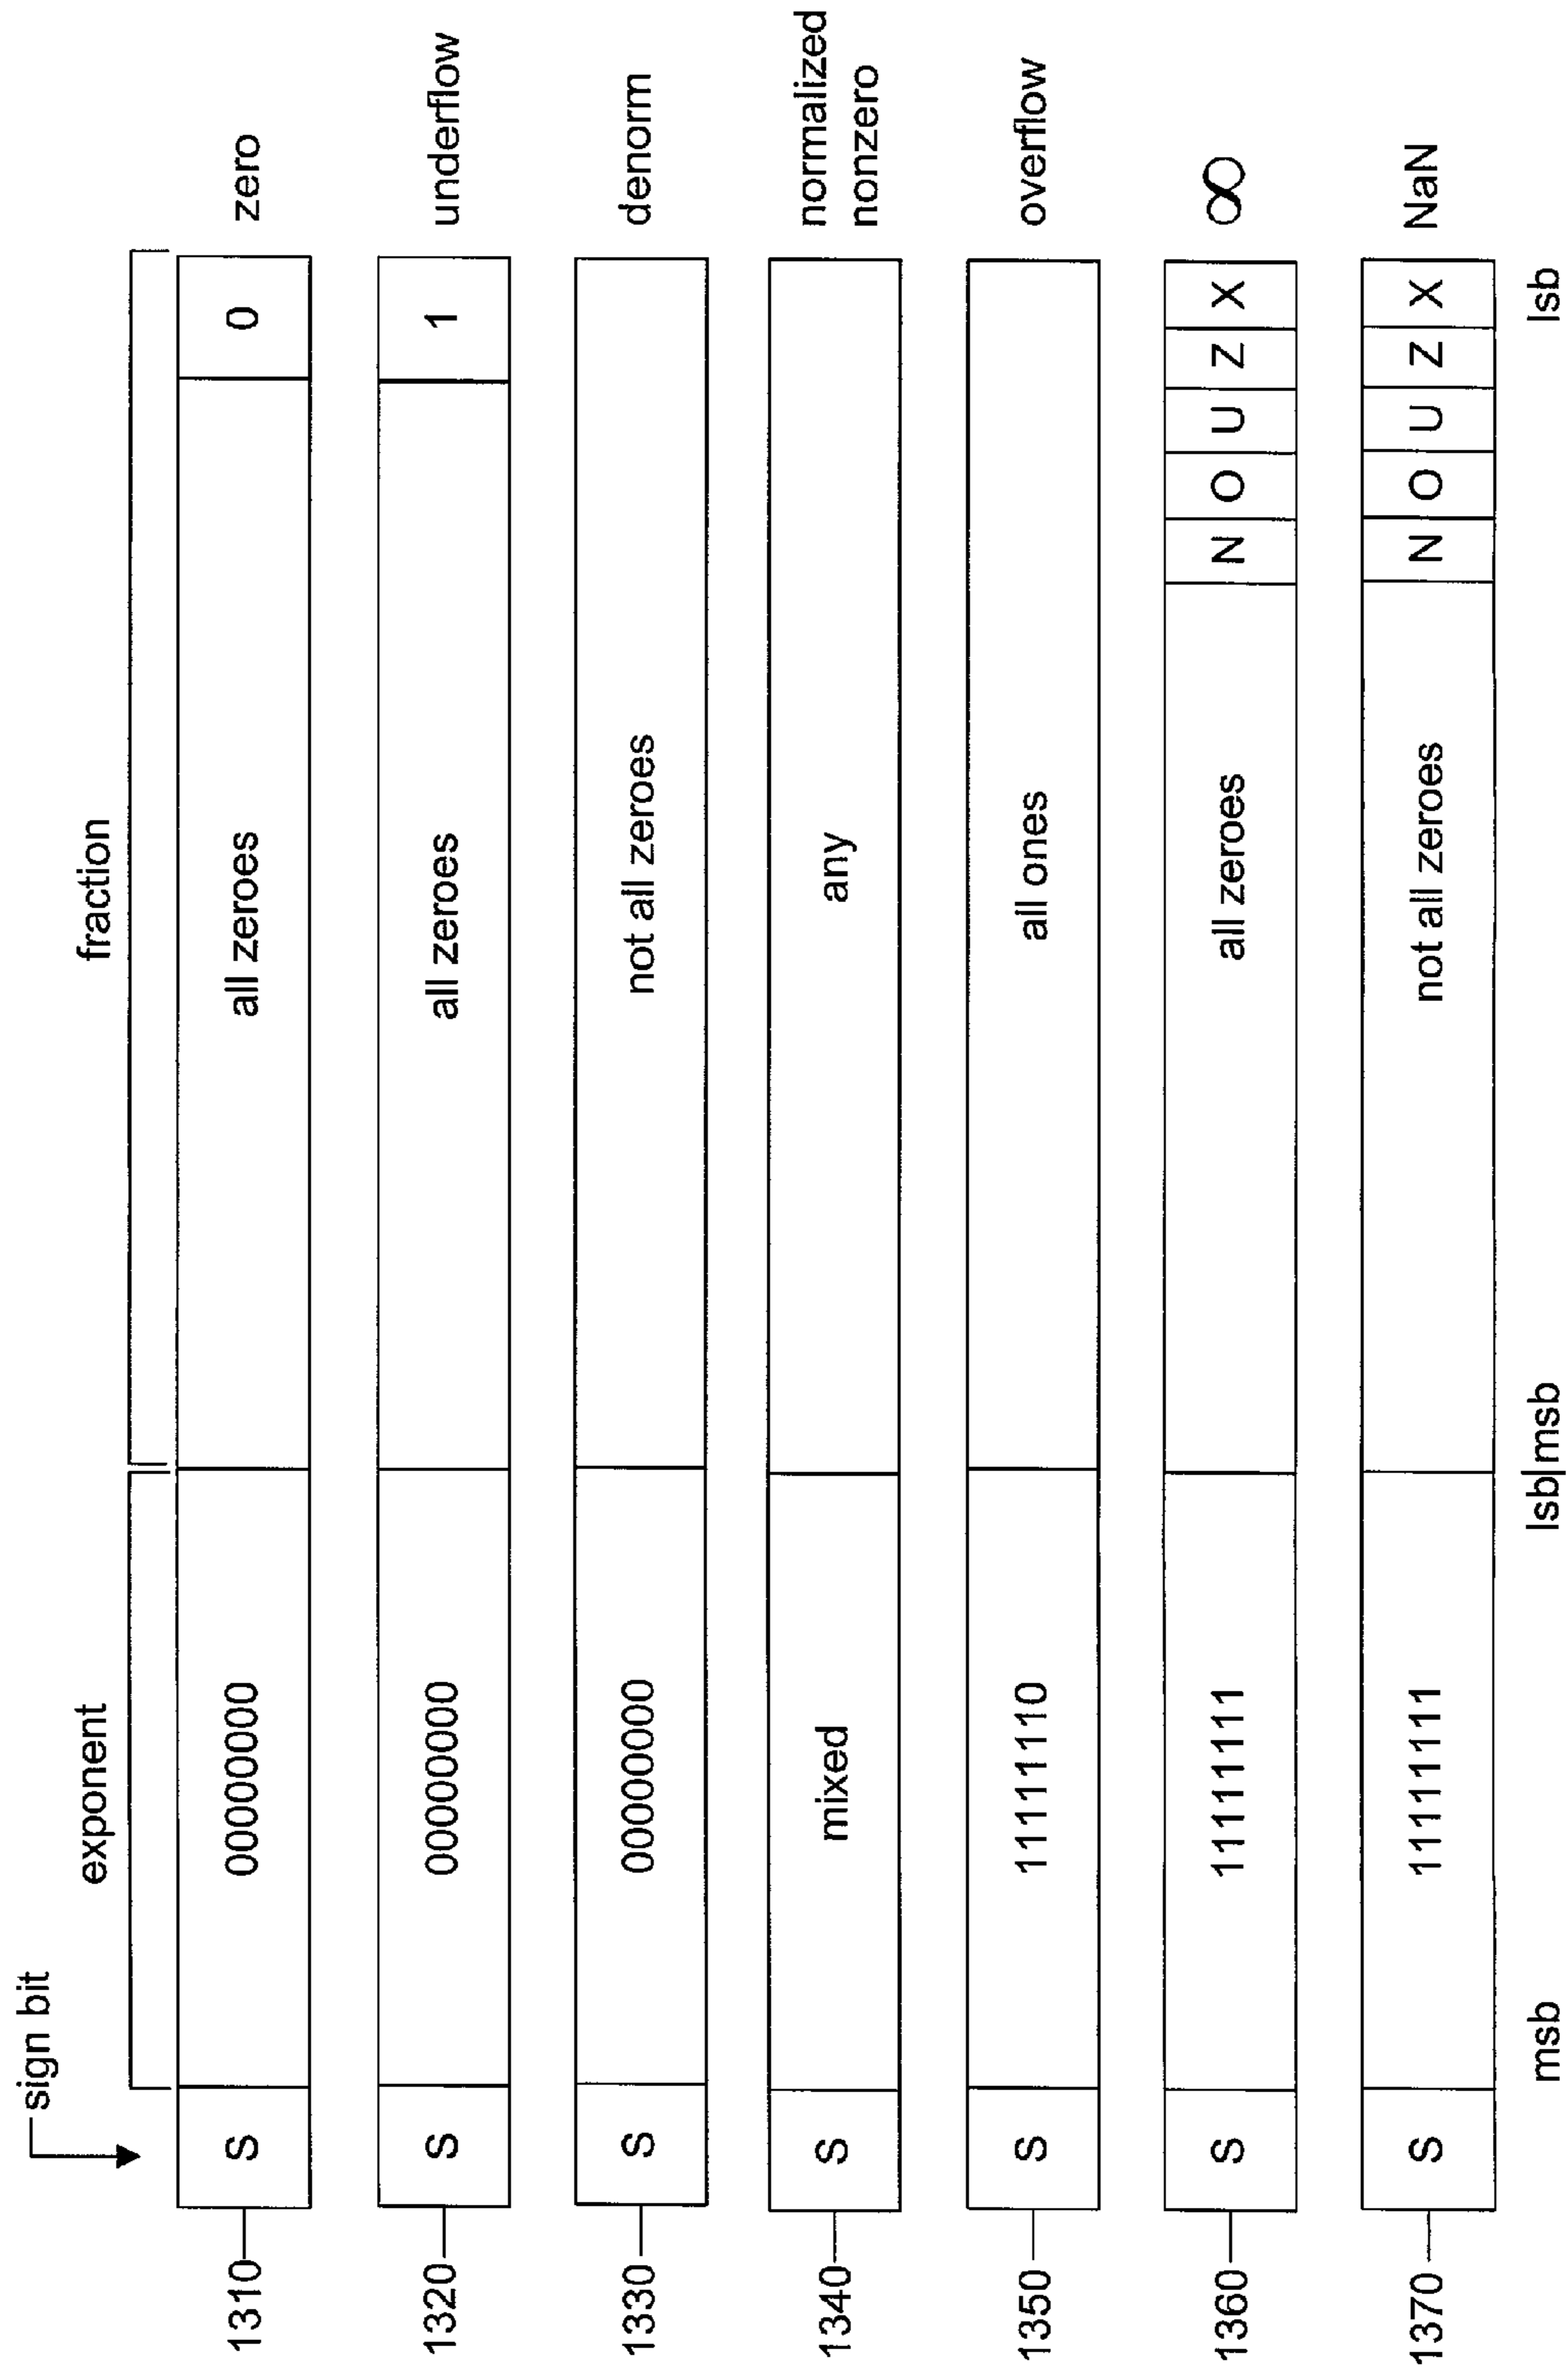 sign bit
exponent
fraction
1310 S 00000000 all zeroes 0 zero
1320 S 00000000 all zeroes 1 underflow
1330 S 00000000 not all zeroes denorm
1340 S mixed any normalized nonzero
1350 S 11111110 all ones overflow
1360 S 11111111 all zeroes N O U Z X ∞
1370 S 11111111 not all zeroes N O U Z X NaN
msb lsb|msb lsb